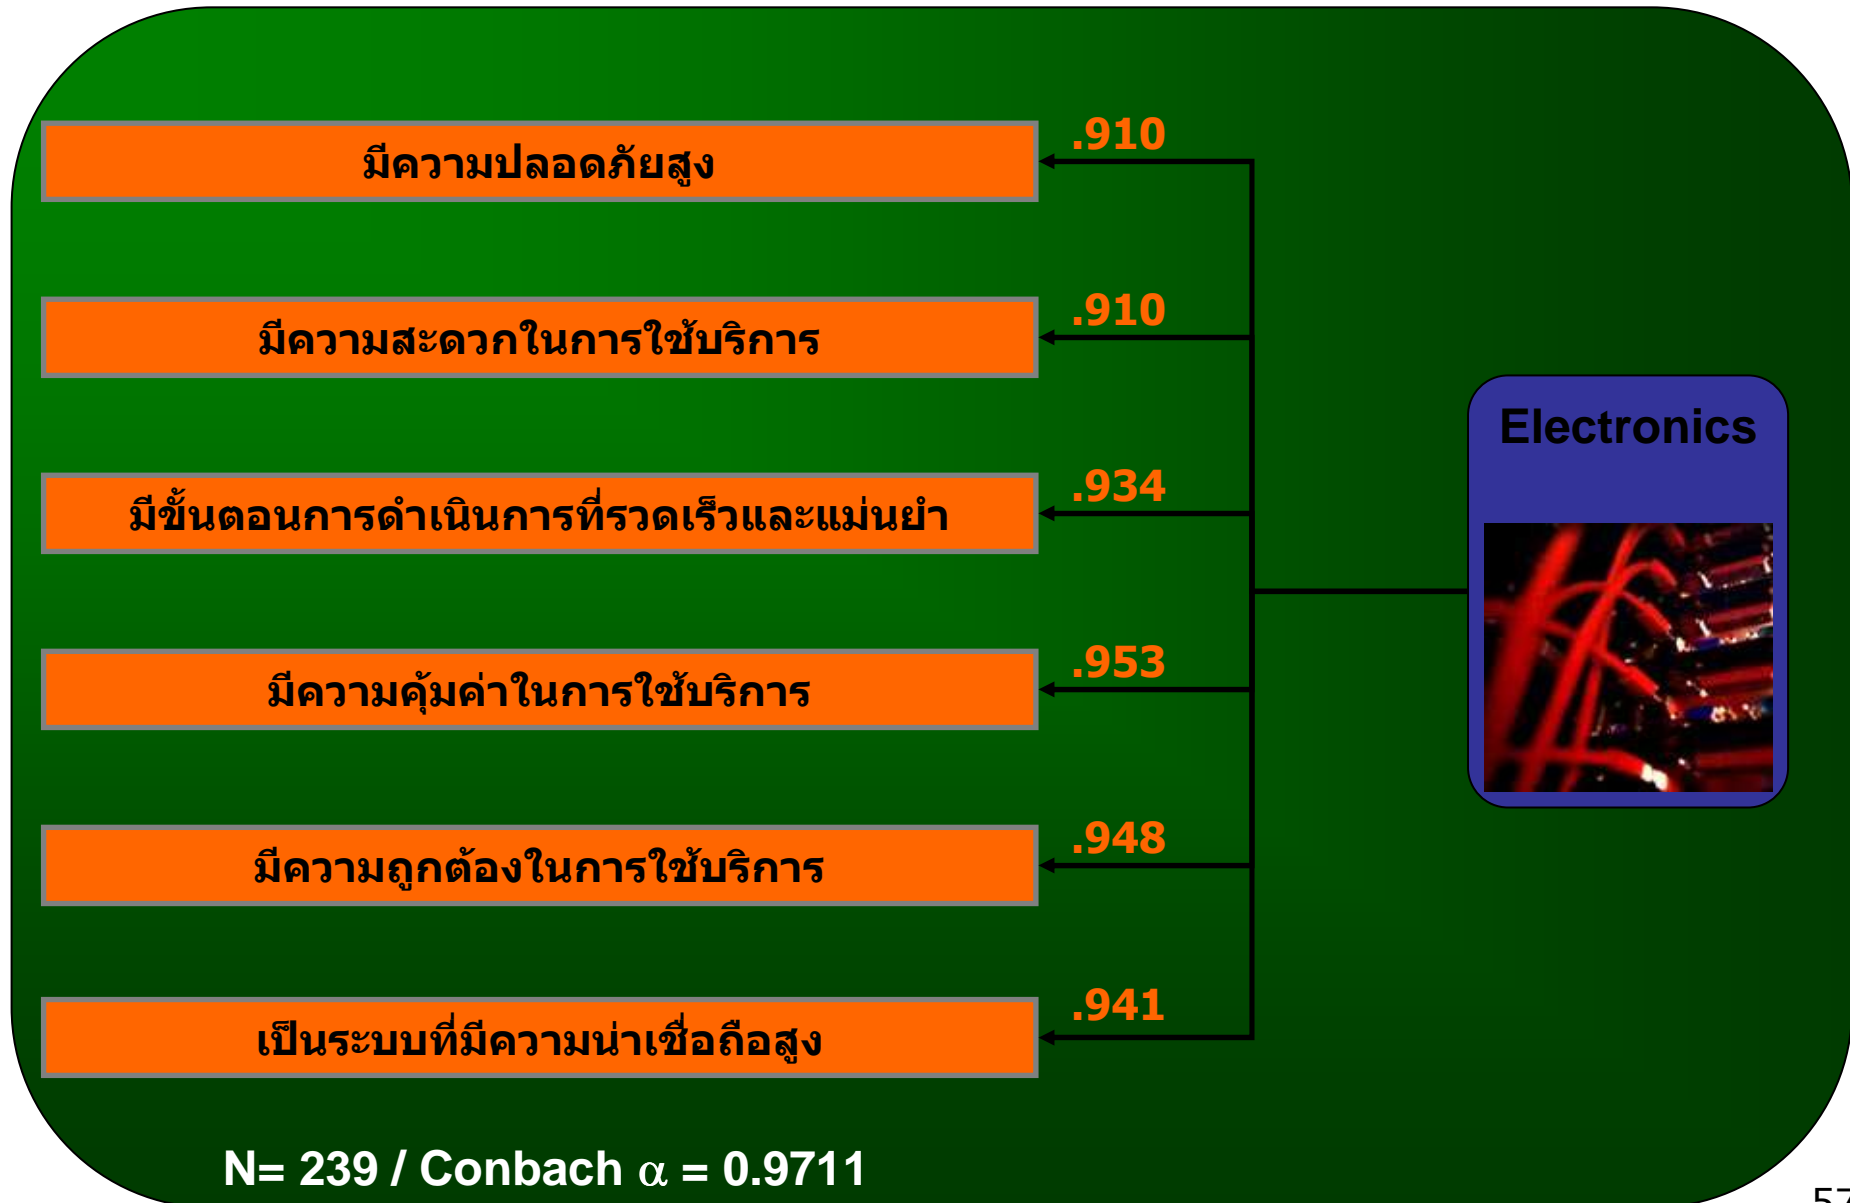 มีความปลอดภัยสูง
.910
มีความสะดวกในการใช้บริการ
.910
มีขั้นตอนการดำเนินการที่รวดเร็วและแม่นยำ
.934
มีความคุ้มค่าในการใช้บริการ
.953
มีความถูกต้องในการใช้บริการ
.948
เป็นระบบที่มีความน่าเชื่อถือสูง
.941
Electronics
N= 239 / Conbach α = 0.9711
57